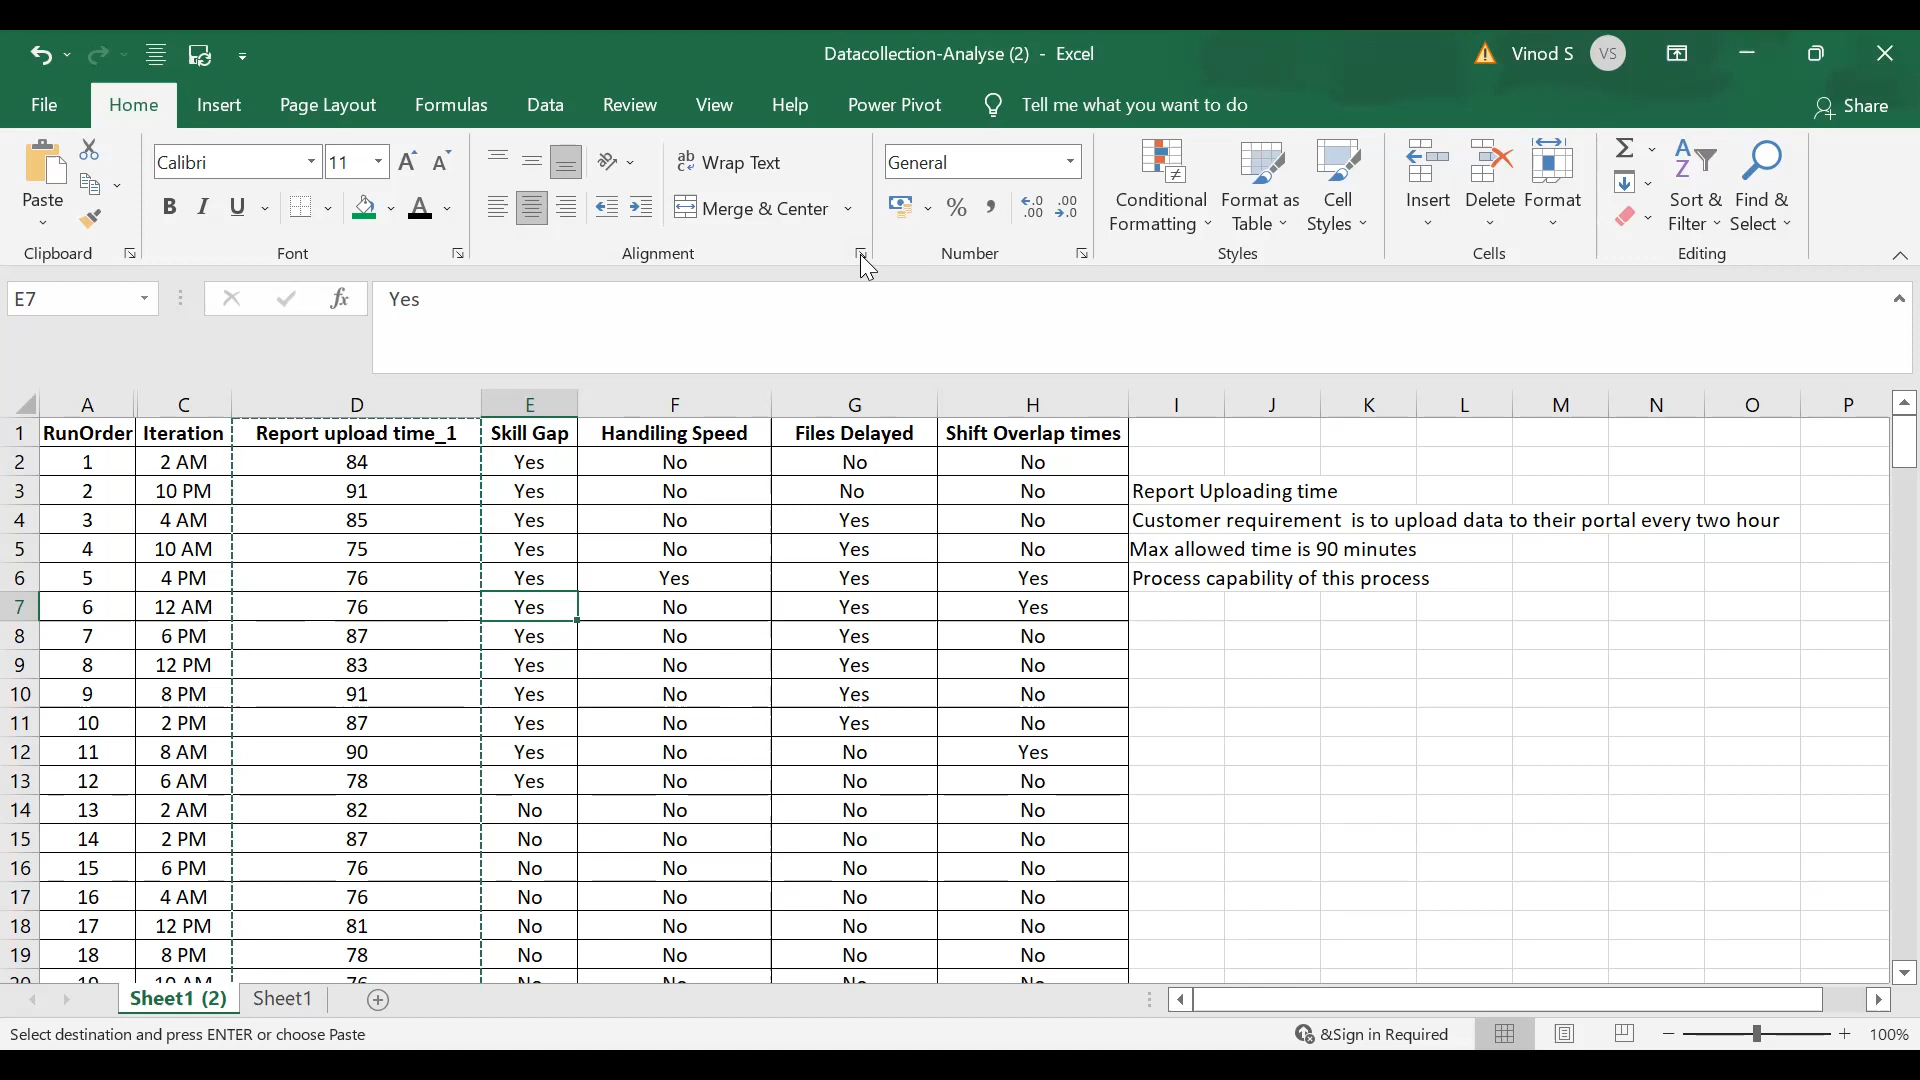 Datacollection-Analyse (2) - Excel
Vinod S VS
File Home Insert Page Layout Formulas Data Review View Help Power Pivot Tell me what you want to do Share
Calibri 11 ab Wrap Text General
Paste
B I U A Merge & Center % , .00 .0
Conditional Formatting
Format as Table
Cell Styles
Insert Delete Format
Sort & Filter
Find & Select
Clipboard Font Alignment Number Styles Cells Editing
E7 fx Yes
A C D E F G H I J K L M N O P
1 RunOrder Iteration Report upload time_1 Skill Gap Handiling Speed Files Delayed Shift Overlap times
2 1 2 AM 84 Yes No No No
3 2 10 PM 91 Yes No No No Report Uploading time
4 3 4 AM 85 Yes No Yes No Customer requirement is to upload data to their portal every two hour
5 4 10 AM 75 Yes No Yes No Max allowed time is 90 minutes
6 5 4 PM 76 Yes Yes Yes Yes Process capability of this process
7 6 12 AM 76 Yes No Yes Yes
8 7 6 PM 87 Yes No Yes No
9 8 12 PM 83 Yes No Yes No
10 9 8 PM 91 Yes No Yes No
11 10 2 PM 87 Yes No Yes No
12 11 8 AM 90 Yes No No Yes
13 12 6 AM 78 Yes No No No
14 13 2 AM 82 No No No No
15 14 2 PM 87 No No No No
16 15 6 PM 76 No No No No
17 16 4 AM 76 No No No No
18 17 12 PM 81 No No No No
19 18 8 PM 78 No No No No
20 19 10 AM 76 No No No No
Sheet1 (2) Sheet1
Select destination and press ENTER or choose Paste &Sign in Required 100%